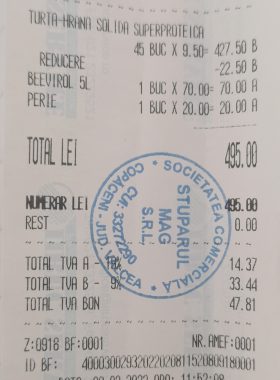 TURTA-HRANA SOLIDA SUPERPROTEICA
45 BUC X 9.50= 427.50 B
REDUCERE -22.50 B
BEEVIROL 5L 1 BUC X 70.00= 70.00 A
PERIE 1 BUC X 20.00= 20.00 A
TOTAL LEI 495.00
NUMERAR LEI 495.00
REST 0.00
TOTAL TVA A - 14.37
TOTAL TVA B - 9% 33.44
TOTAL TVA BON 47.81
Z:0918 BF:0001 NR.AMEF:0001
ID BF:
SOCIETATEA COMERCIALA
STUPARUL
MAG
S.R.L.
COPACENI - JUD.